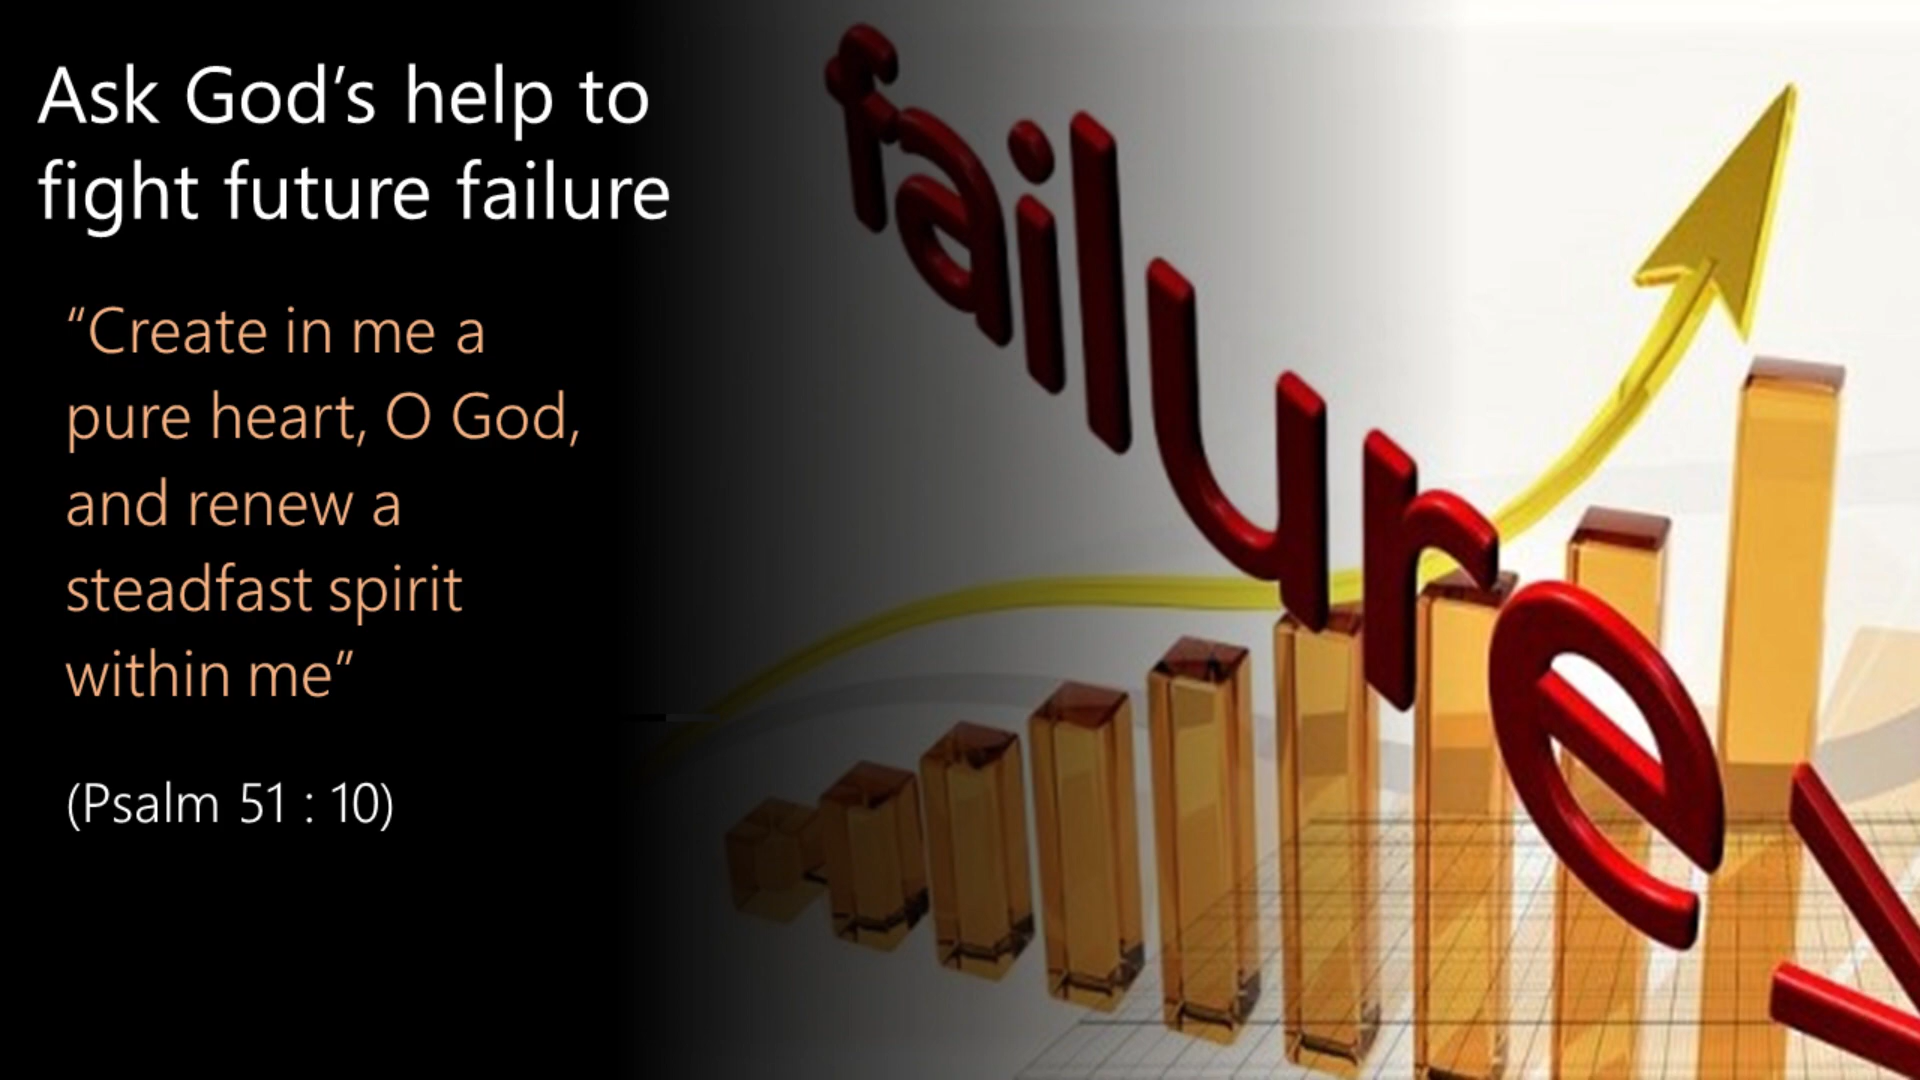 Ask God’s help to
fight future failure
“Create in me a
pure heart, O God,
and renew a
steadfast spirit
within me”
(Psalm 51 : 10)
failure